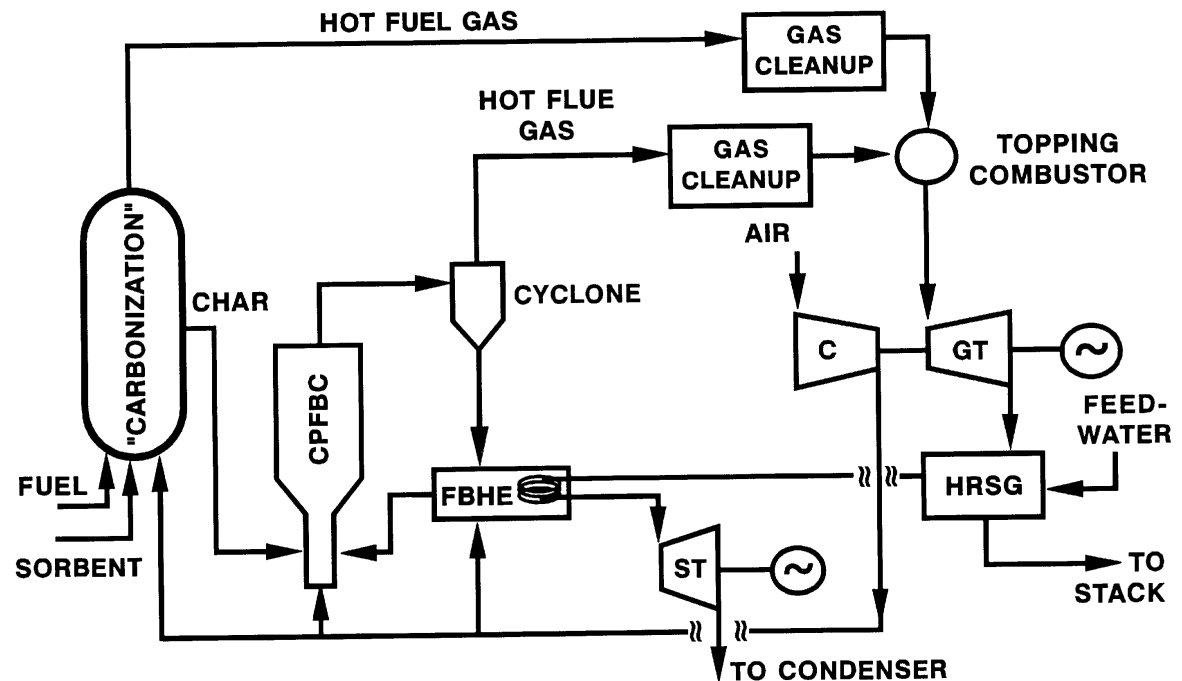 HOT FUEL GAS
GAS
CLEANUP
HOT FLUE
GAS
GAS
CLEANUP
TOPPING
COMBUSTOR
AIR
"CARBONIZATION"
CHAR
CYCLONE
C
GT
~
CPFBC
FEED-
WATER
FUEL
FBHE
HRSG
SORBENT
ST
~
TO
STACK
TO CONDENSER